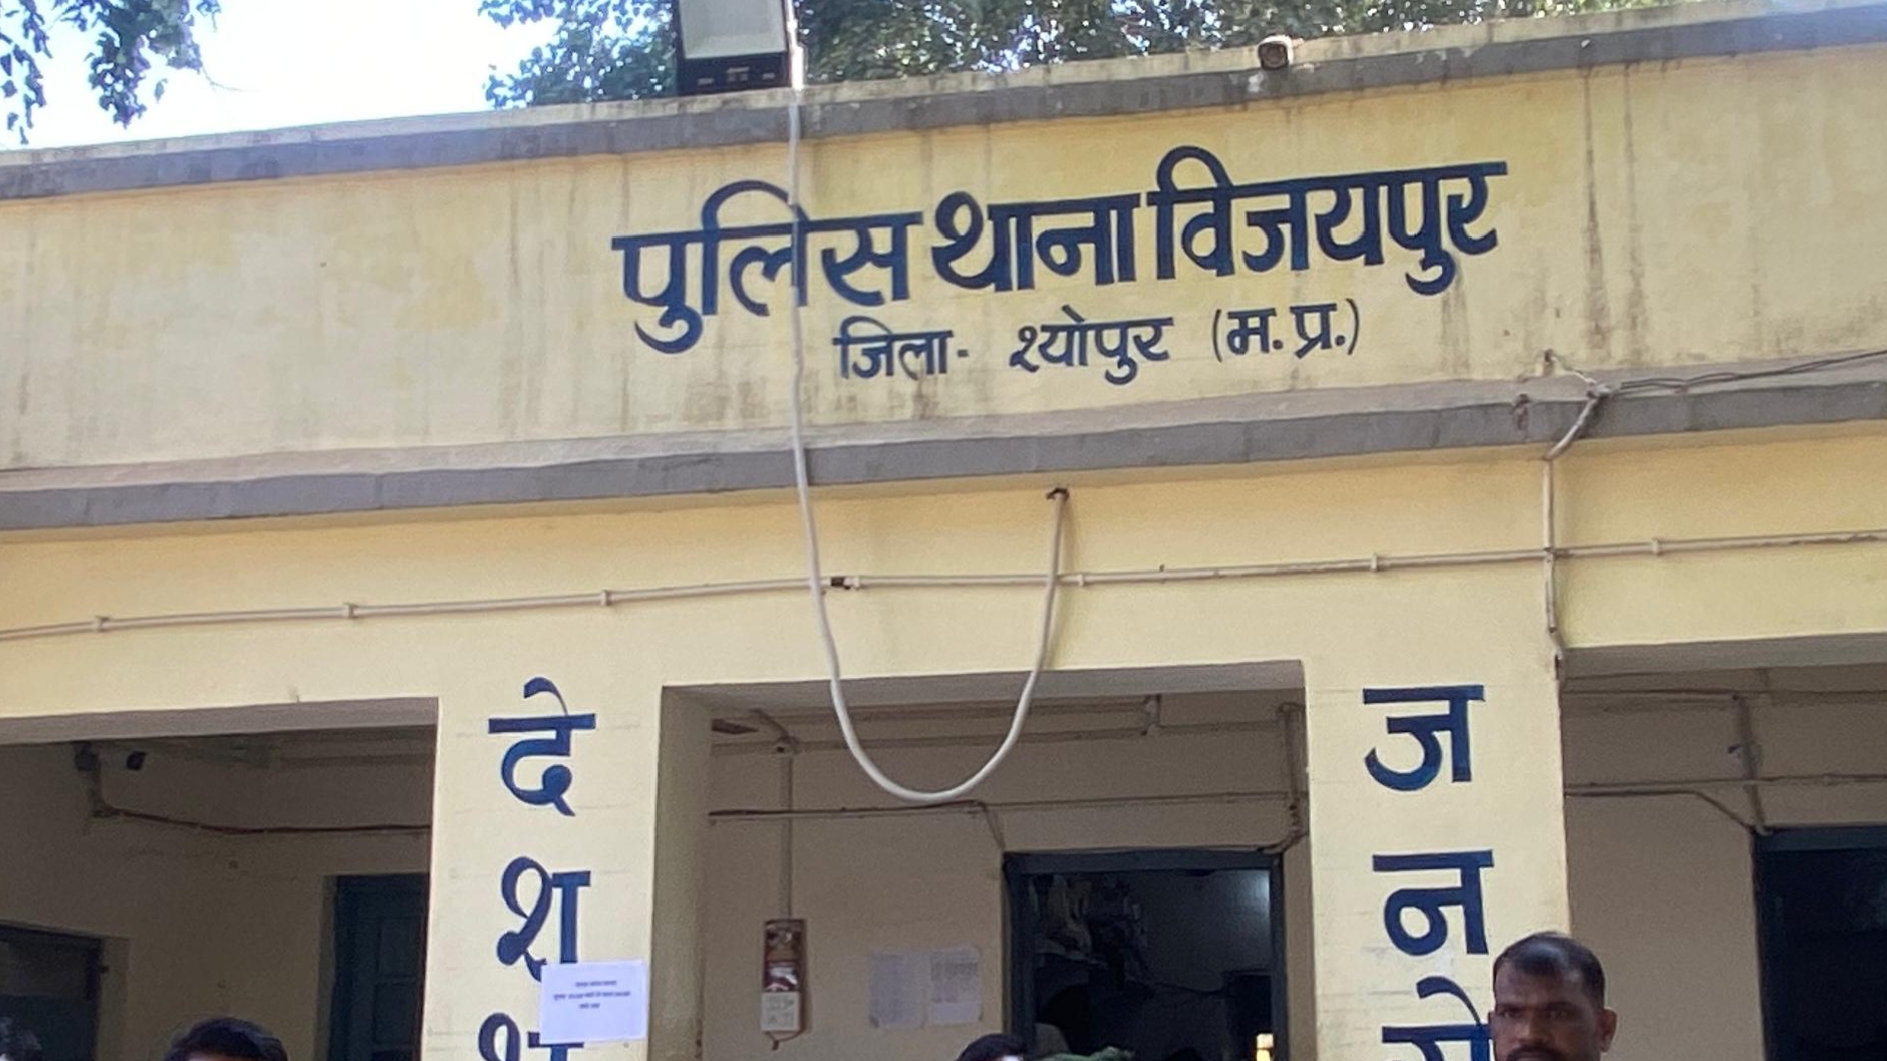 पुलिस थाना विजयपुर
जिला- श्योपुर (म.प्र.)
दे
श
ज
न